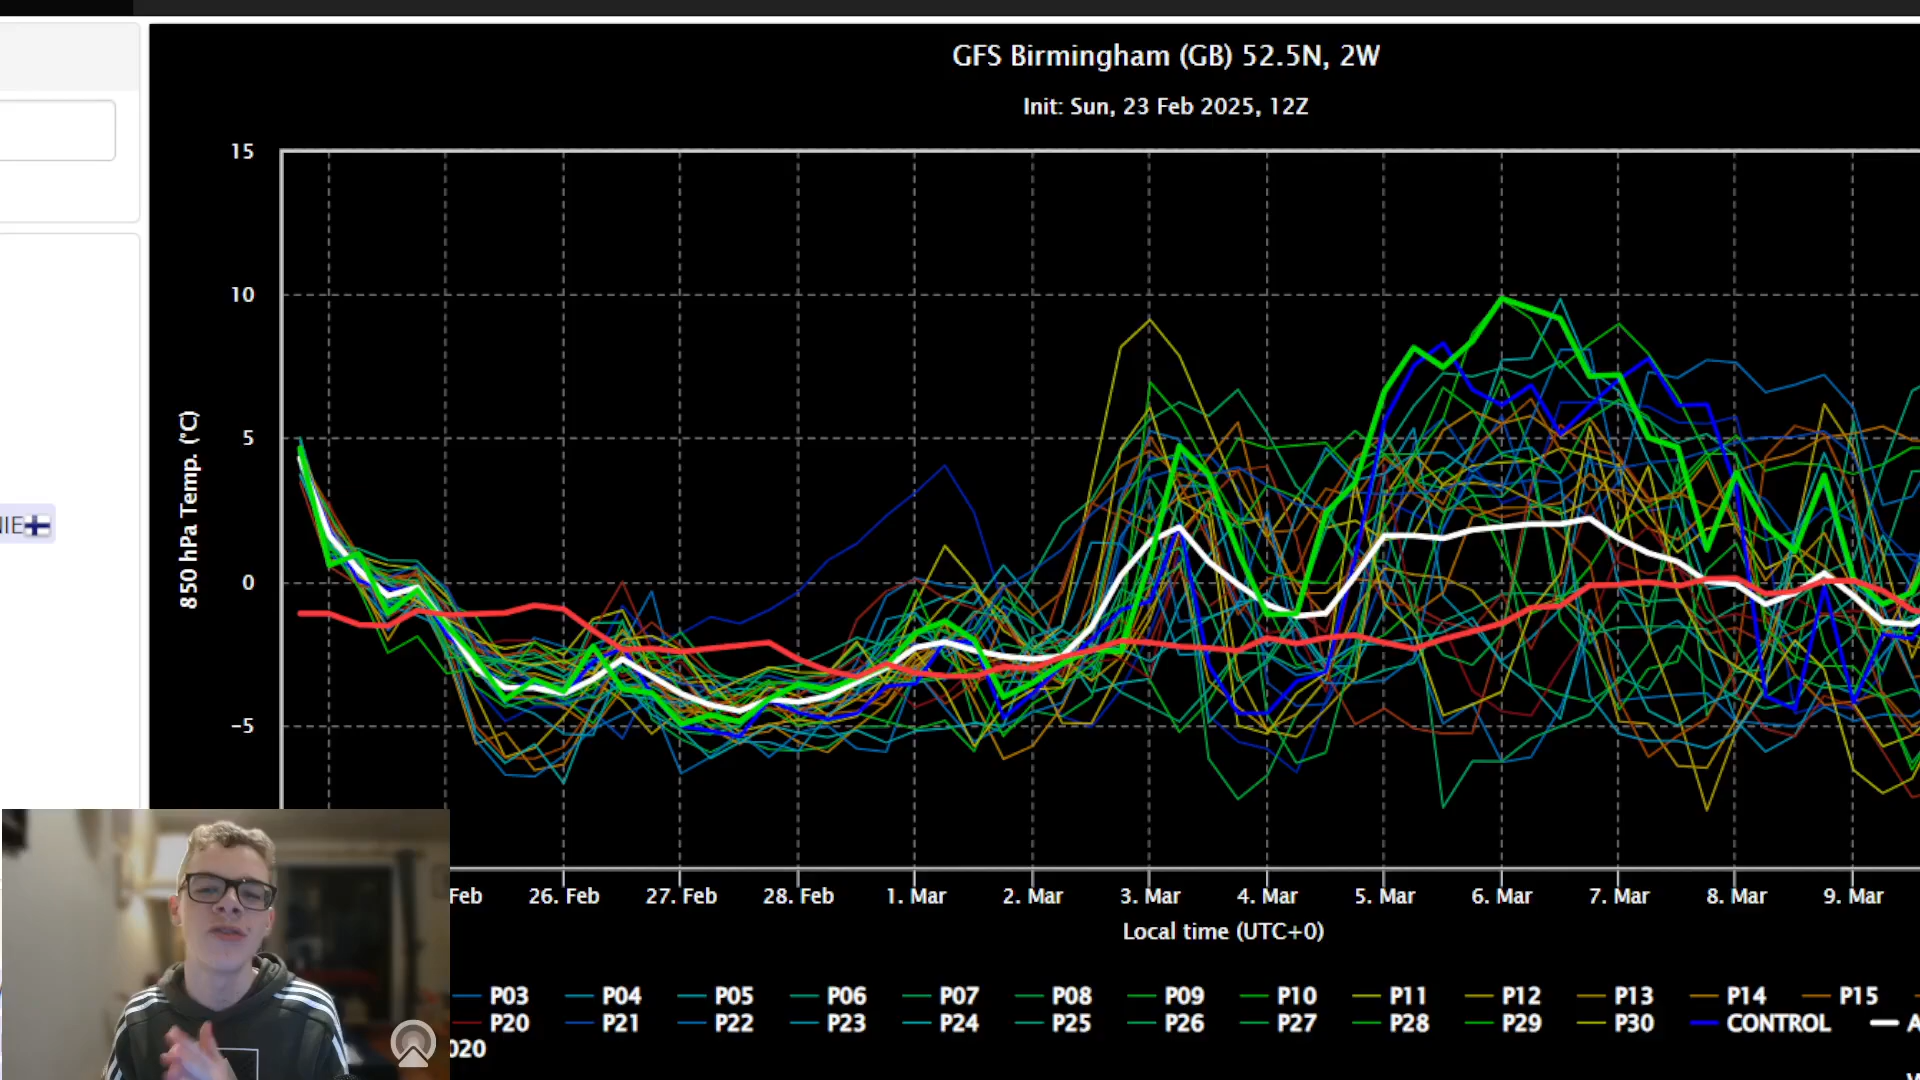 GFS Birmingham (GB) 52.5N, 2W
Init: Sun, 23 Feb 2025, 12Z
15
10
5
0
−5
850 hPa Temp. (°C)
Feb 26. Feb 27. Feb 28. Feb 1. Mar 2. Mar 3. Mar 4. Mar 5. Mar 6. Mar 7. Mar 8. Mar 9. Mar
Local time (UTC+0)
P03 P04 P05 P06 P07 P08 P09 P10 P11 P12 P13 P14 P15
P20 P21 P22 P23 P24 P25 P26 P27 P28 P29 P30 CONTROL A
020
NIE